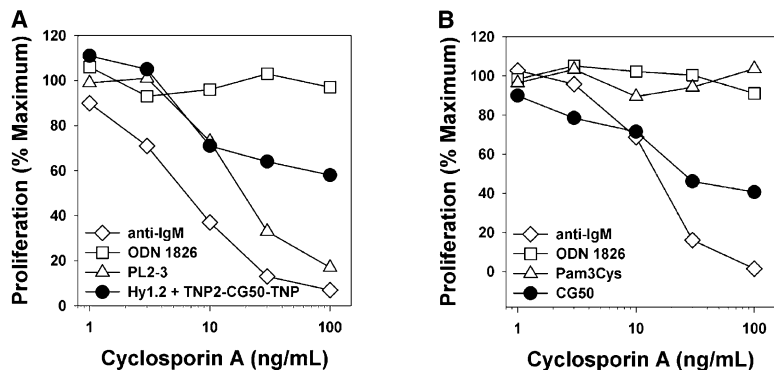 A
Proliferation (% Maximum)
120
100
80
60
40
20
0
anti-IgM
ODN 1826
PL2-3
Hy1.2 + TNP2-CG50-TNP
1
10
100
Cyclosporin A (ng/mL)
B
Proliferation (% Maximum)
120
100
80
60
40
20
0
anti-IgM
ODN 1826
Pam3Cys
CG50
1
10
100
Cyclosporin A (ng/mL)